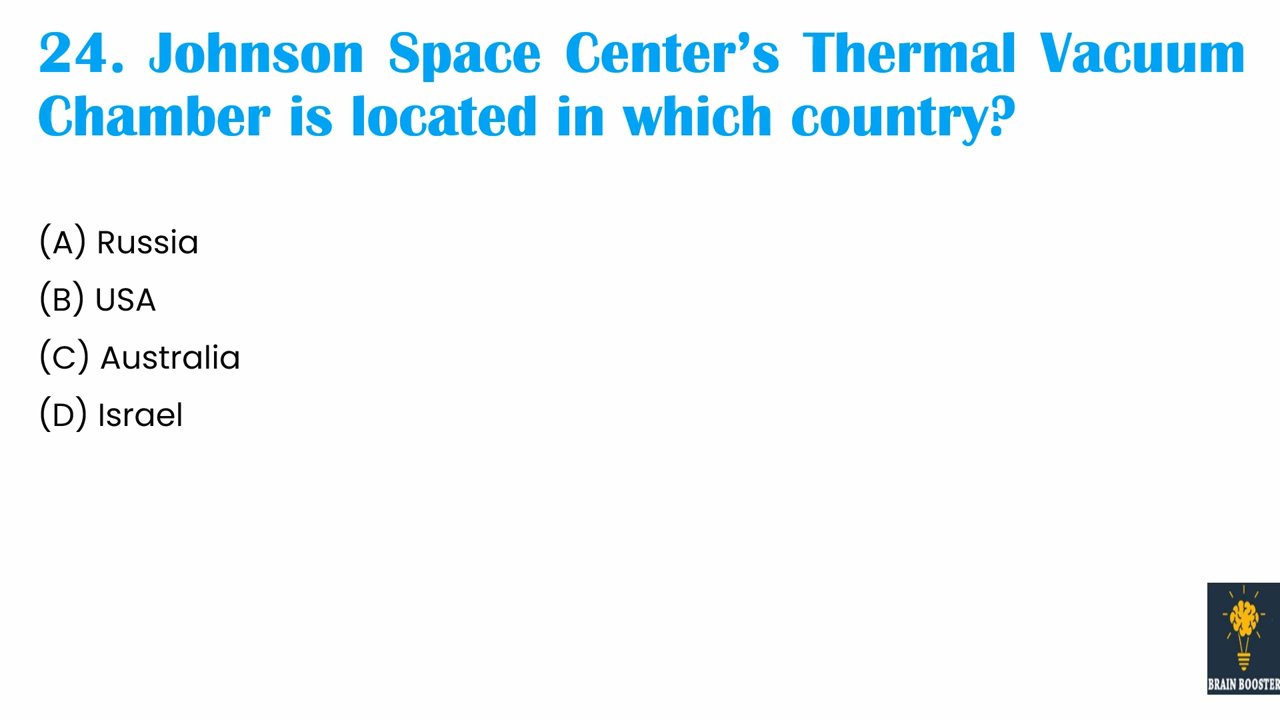 24. Johnson Space Center’s Thermal Vacuum
Chamber is located in which country?
(A) Russia
(B) USA
(C) Australia
(D) Israel
BRAIN BOOSTER